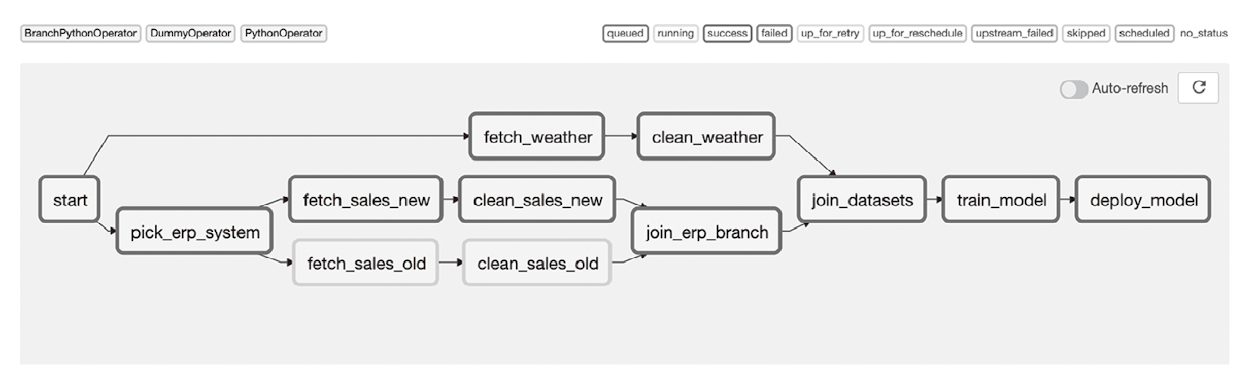 BranchPythonOperator DummyOperator PythonOperator queued running success failed up_for_retry up_for_reschedule upstream_failed skipped scheduled no_status
Auto-refresh
fetch_weather clean_weather
start fetch_sales_new clean_sales_new join_datasets train_model deploy_model
pick_erp_system join_erp_branch
fetch_sales_old clean_sales_old